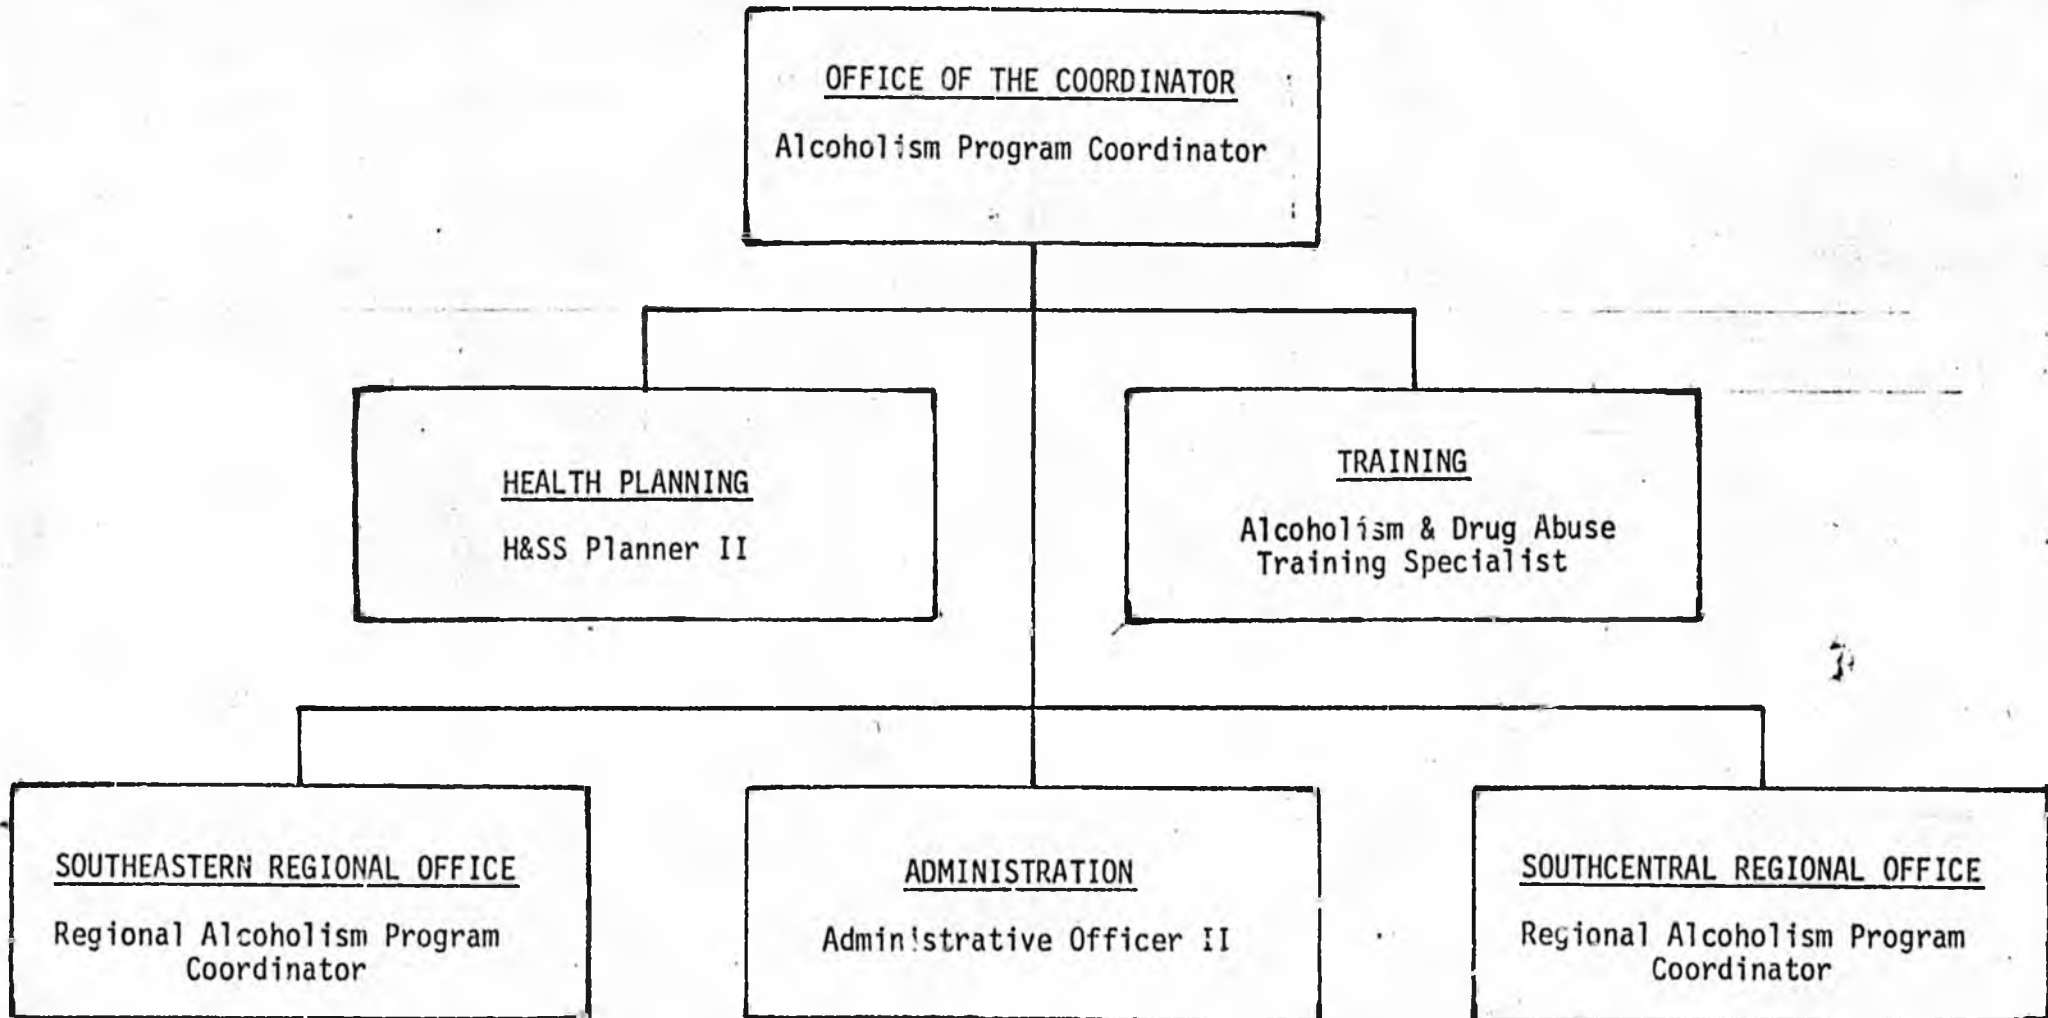 OFFICE OF THE COORDINATOR
Alcoholism Program Coordinator
HEALTH PLANNING
H&SS Planner II
TRAINING
Alcoholism & Drug Abuse
Training Specialist
SOUTHEASTERN REGIONAL OFFICE
Regional Alcoholism Program
Coordinator
ADMINISTRATION
Administrative Officer II
SOUTHCENTRAL REGIONAL OFFICE
Regional Alcoholism Program
Coordinator